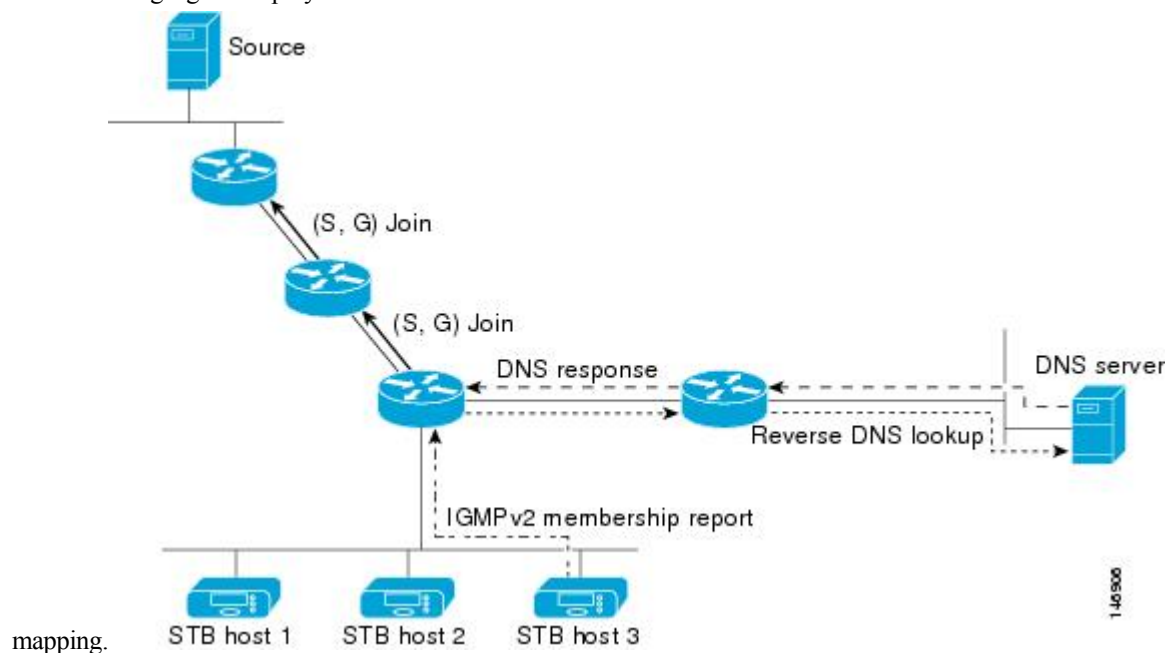 Source
(S, G) Join
(S, G) Join
DNS response
DNS server
Reverse DNS lookup
IGMPv2 membership report
146906
mapping.
STB host 1
STB host 2
STB host 3